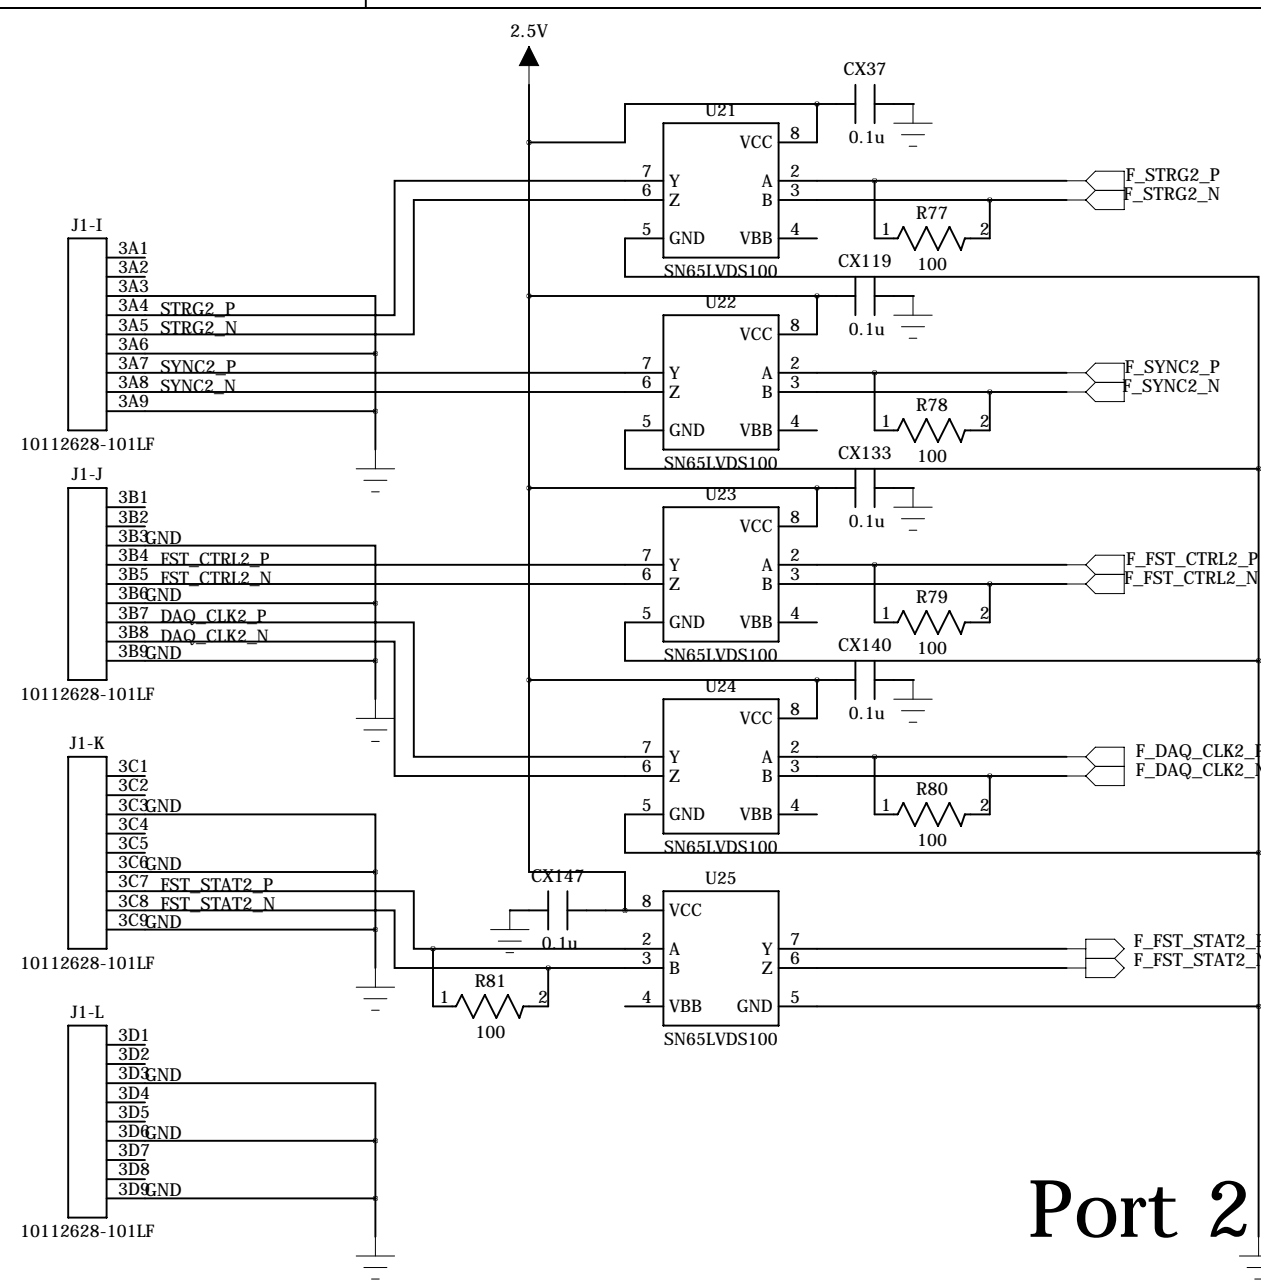 2.5V
CX37
0.1u
U21
VCC 8
7 Y
6 Z
5 GND
A 2
B 3
VBB 4
SN65LVDS100
F_STRG2_P
F_STRG2_N
R77
1 2
100
CX119
0.1u
U22
VCC 8
7 Y
6 Z
5 GND
A 2
B 3
VBB 4
SN65LVDS100
F_SYNC2_P
F_SYNC2_N
R78
1 2
100
CX133
0.1u
U23
VCC 8
7 Y
6 Z
5 GND
A 2
B 3
VBB 4
SN65LVDS100
F_FST_CTRL2_P
F_FST_CTRL2_N
R79
1 2
100
CX140
0.1u
U24
VCC 8
7 Y
6 Z
5 GND
A 2
B 3
VBB 4
SN65LVDS100
F_DAQ_CLK2_P
F_DAQ_CLK2_N
R80
1 2
100
CX147
0.1u
U25
8 VCC
2 A
3 B
4 VBB
Y 7
Z 6
GND 5
SN65LVDS100
F_FST_STAT2_P
F_FST_STAT2_N
R81
1 2
100
J1-I
3A1
3A2
3A3
3A4 STRG2_P
3A5 STRG2_N
3A6
3A7 SYNC2_P
3A8 SYNC2_N
3A9
10112628-101LF
J1-J
3B1
3B2
3B3 GND
3B4 FST_CTRL2_P
3B5 FST_CTRL2_N
3B6 GND
3B7 DAQ_CLK2_P
3B8 DAQ_CLK2_N
3B9 GND
10112628-101LF
J1-K
3C1
3C2
3C3 GND
3C4
3C5
3C6 GND
3C7 FST_STAT2_P
3C8 FST_STAT2_N
3C9 GND
10112628-101LF
J1-L
3D1
3D2
3D3 GND
3D4
3D5
3D6 GND
3D7
3D8
3D9 GND
10112628-101LF
Port 2